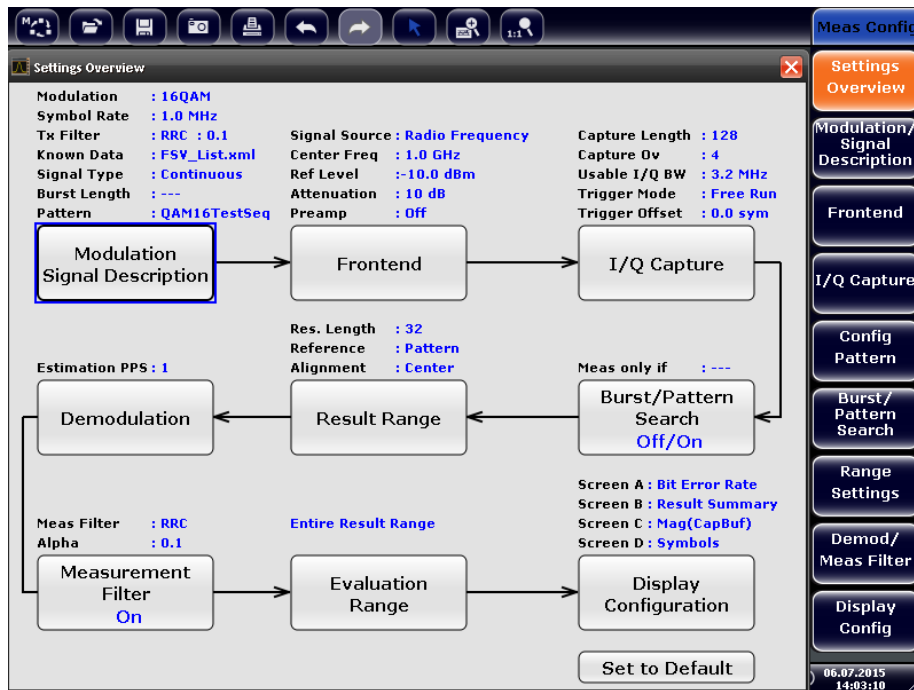 Meas Config
Settings Overview
Modulation : 16QAM
Symbol Rate : 1.0 MHz
Tx Filter : RRC : 0.1
Known Data : FSV_List.xml
Signal Type : Continuous
Burst Length : ---
Pattern : QAM16TestSeq
Modulation
Signal Description
Signal Source : Radio Frequency
Center Freq : 1.0 GHz
Ref Level :-10.0 dBm
Attenuation : 10 dB
Preamp : Off
Frontend
Capture Length : 128
Capture Ov : 4
Usable I/Q BW : 3.2 MHz
Trigger Mode : Free Run
Trigger Offset : 0.0 sym
I/Q Capture
Estimation PPS : 1
Demodulation
Res. Length : 32
Reference : Pattern
Alignment : Center
Result Range
Meas only if : ---
Burst/Pattern
Search
Off/On
Meas Filter : RRC
Alpha : 0.1
Measurement
Filter
On
Entire Result Range
Evaluation
Range
Screen A : Bit Error Rate
Screen B : Result Summary
Screen C : Mag(CapBuf)
Screen D : Symbols
Display
Configuration
Set to Default
Settings
Overview
Modulation/
Signal
Description
Frontend
I/Q Capture
Config
Pattern
Burst/
Pattern
Search
Range
Settings
Demod/
Meas Filter
Display
Config
06.07.2015
14:03:10
1:1